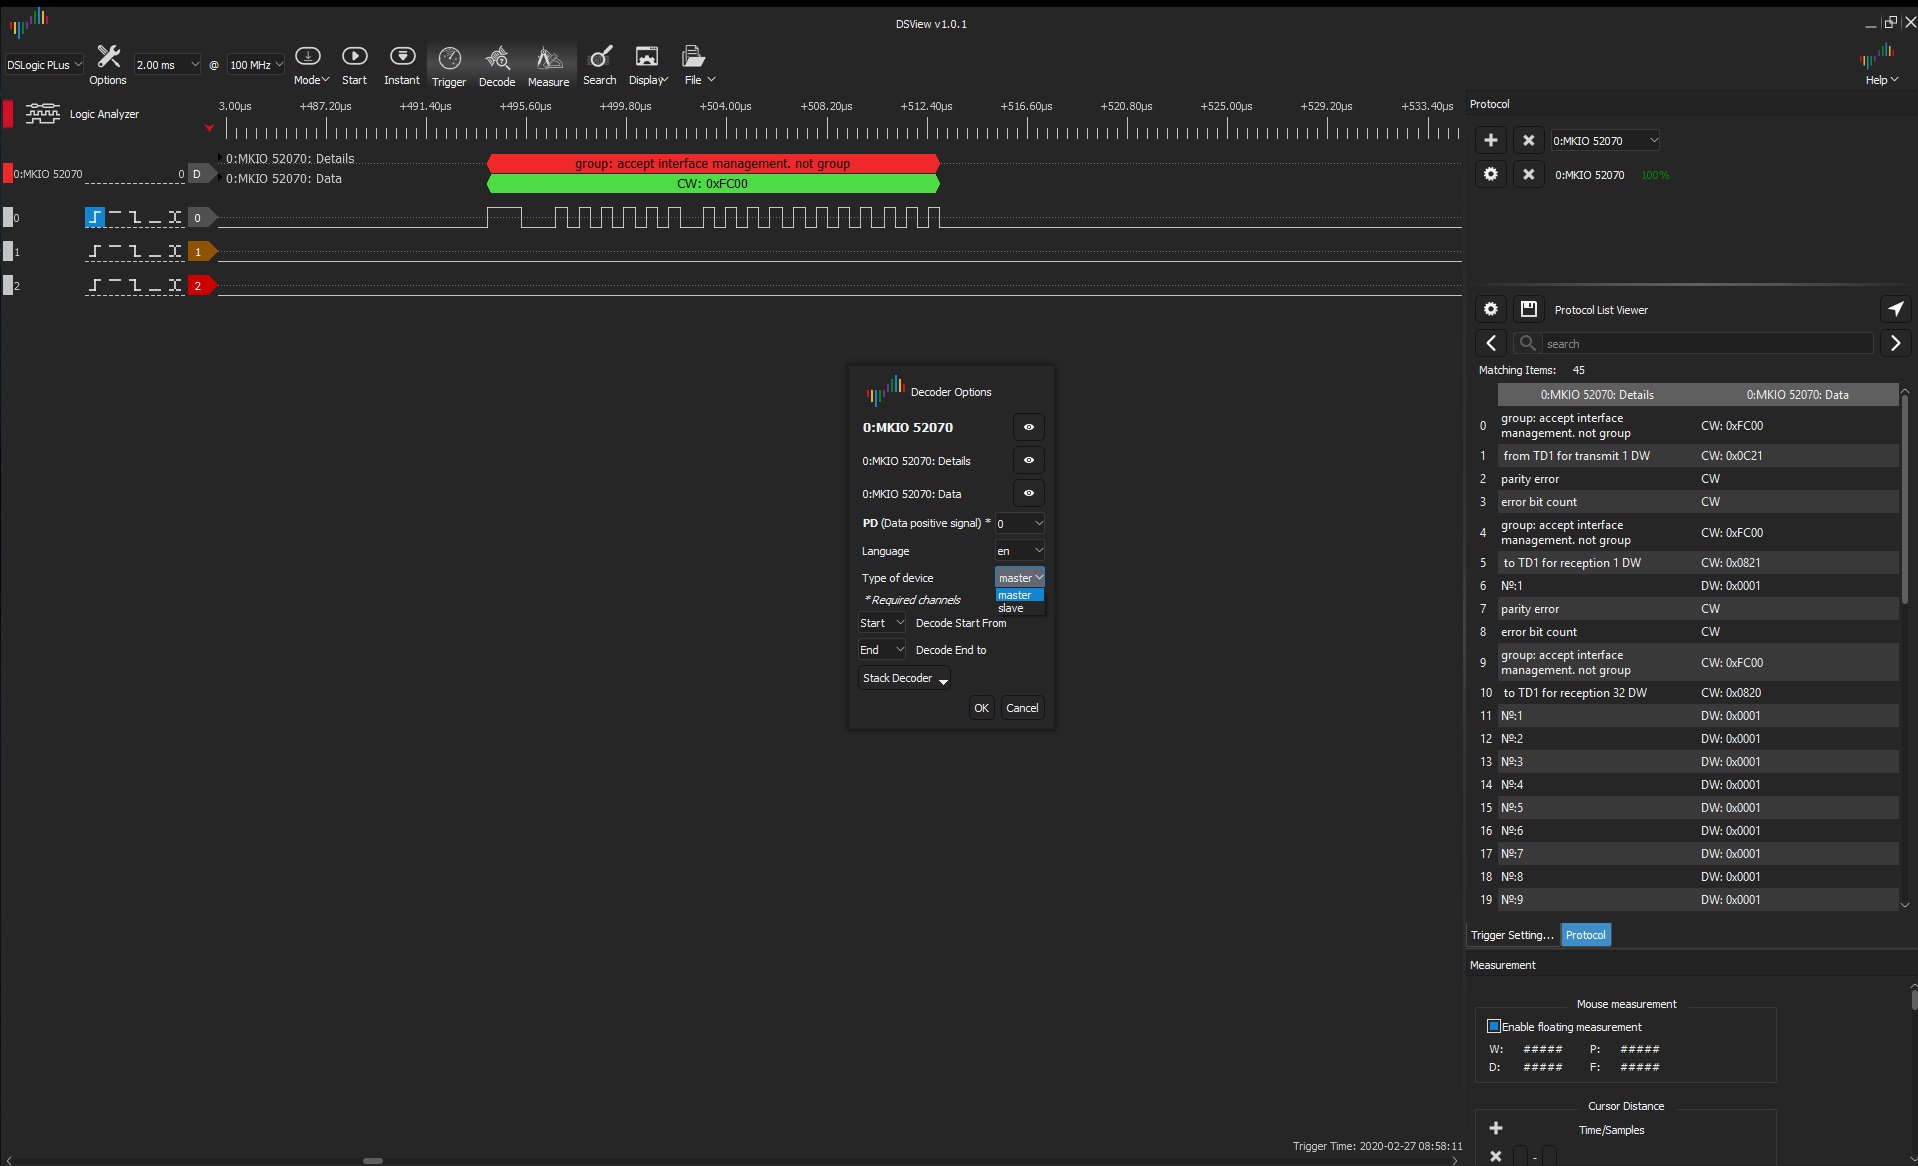 DSView v1.0.1
DSLogic PLus
Options
2.00 ms
@
100 MHz
Mode
Start
Instant
Trigger
Decode
Measure
Search
Display
File
Help
Logic Analyzer
3.00µs +487.20µs +491.40µs +495.60µs +499.80µs +504.00µs +508.20µs +512.40µs +516.60µs +520.80µs +525.00µs +529.20µs +533.40µs
0:MKIO 52070 0 D
0:MKIO 52070: Details
0:MKIO 52070: Data
group: accept interface management. not group
CW: 0xFC00
0 0
1 1
2 2
Decoder Options
0:MKIO 52070
0:MKIO 52070: Details
0:MKIO 52070: Data
PD (Data positive signal) * 0
Language en
Type of device master
master
slave
*Required channels
Start Decode Start From
End Decode End to
Stack Decoder
OK Cancel
Protocol
0:MKIO 52070
0:MKIO 52070 100%
Protocol List Viewer
search
Matching Items: 45
0:MKIO 52070: Details 0:MKIO 52070: Data
0 group: accept interface management. not group CW: 0xFC00
1 from TD1 for transmit 1 DW CW: 0x0C21
2 parity error CW
3 error bit count CW
4 group: accept interface management. not group CW: 0xFC00
5 to TD1 for reception 1 DW CW: 0x0821
6 №:1 DW: 0x0001
7 parity error CW
8 error bit count CW
9 group: accept interface management. not group CW: 0xFC00
10 to TD1 for reception 32 DW CW: 0x0820
11 №:1 DW: 0x0001
12 №:2 DW: 0x0001
13 №:3 DW: 0x0001
14 №:4 DW: 0x0001
15 №:5 DW: 0x0001
16 №:6 DW: 0x0001
17 №:7 DW: 0x0001
18 №:8 DW: 0x0001
19 №:9 DW: 0x0001
Trigger Setting... Protocol
Measurement
Mouse measurement
Enable floating measurement
W: ##### P: #####
D: ##### F: #####
Cursor Distance
Time/Samples
-
Trigger Time: 2020-02-27 08:58:11